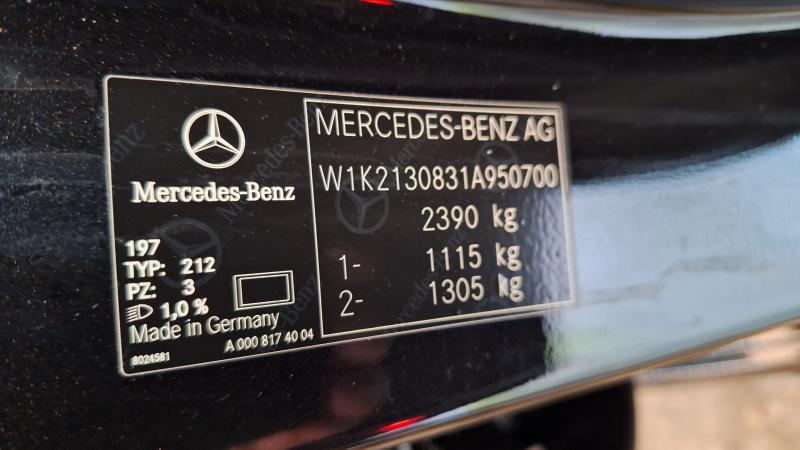 Mercedes-Benz
197
TYP: 212
PZ: 3
1,0 %
Made in Germany
A 000 817 40 04
8024581
MERCEDES-BENZ AG
W1K2130831A950700
2390 kg
1- 1115 kg
2- 1305 kg